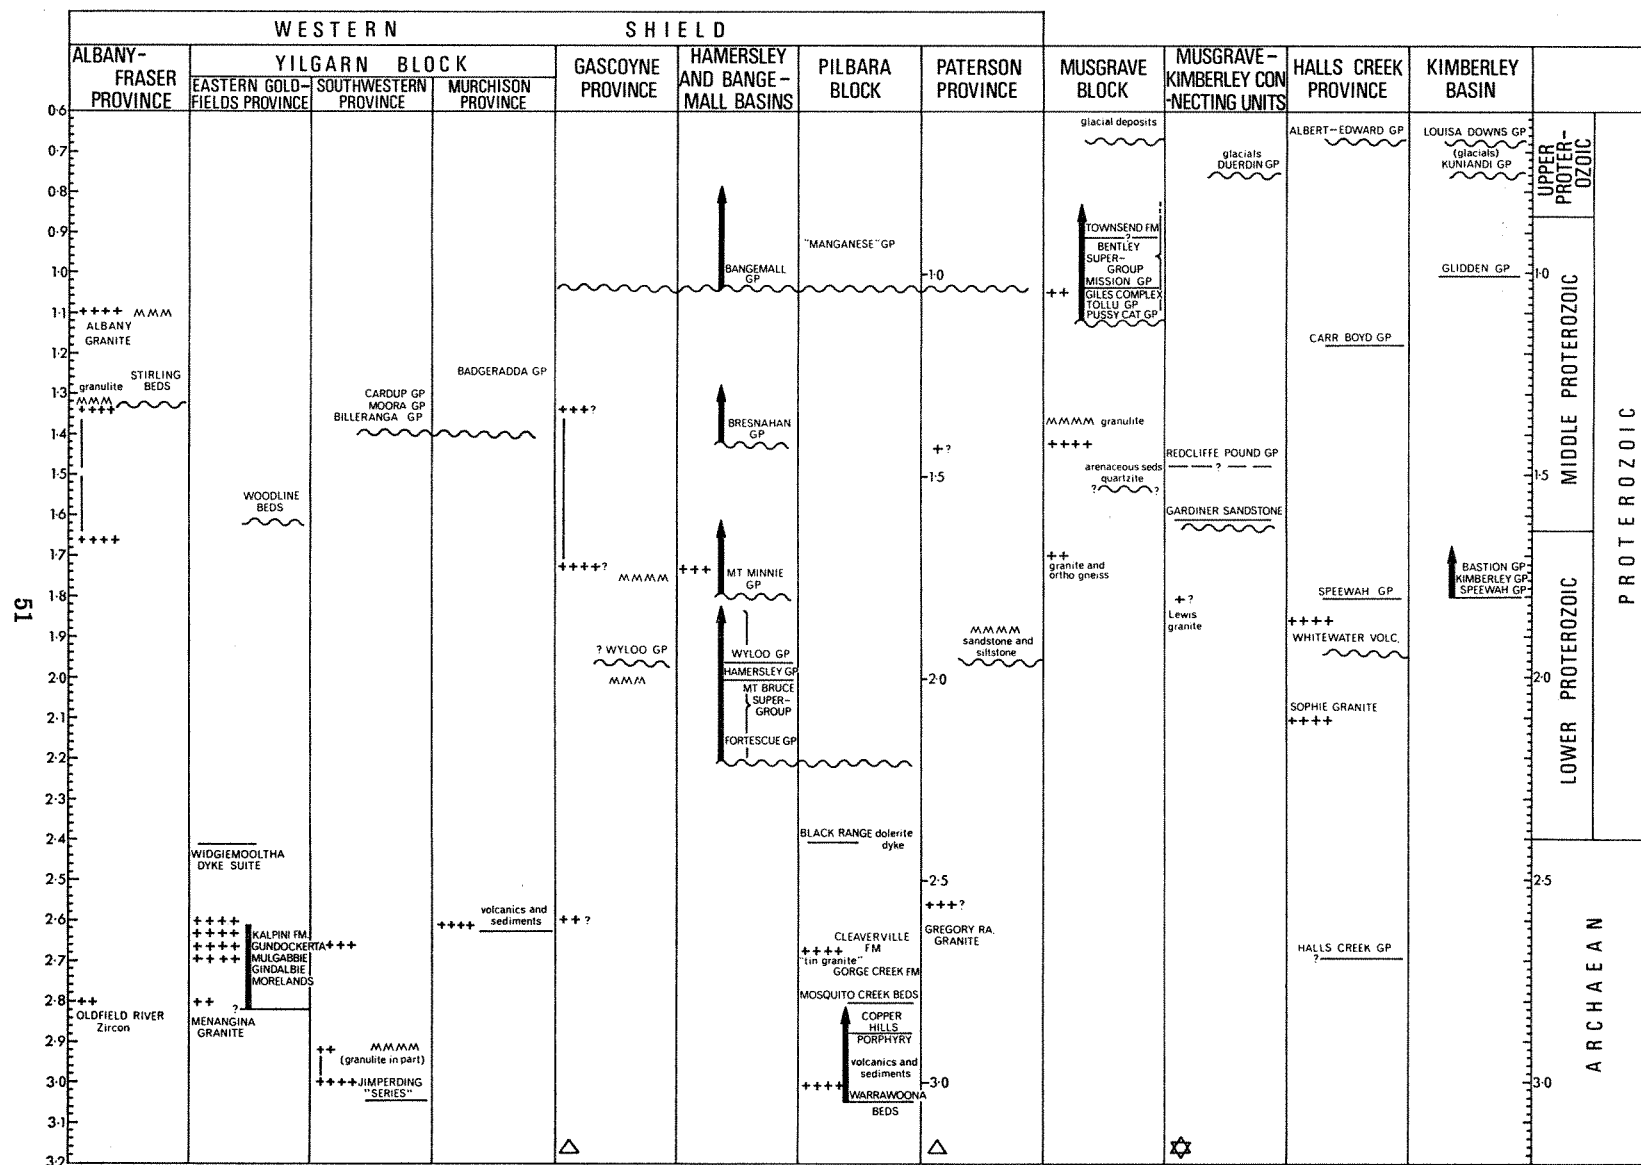 WESTERN SHIELD
ALBANY-
FRASER
PROVINCE
YILGARN BLOCK
EASTERN GOLD-
FIELDS PROVINCE
SOUTHWESTERN
PROVINCE
MURCHISON
PROVINCE
GASCOYNE
PROVINCE
HAMERSLEY
AND BANGE-
MALL BASINS
PILBARA
BLOCK
PATERSON
PROVINCE
MUSGRAVE
BLOCK
MUSGRAVE-
KIMBERLEY CON
-NECTING UNITS
HALLS CREEK
PROVINCE
KIMBERLEY
BASIN
0·6
0·7
0·8
0·9
1·0
1·1
1·2
1·3
1·4
1·5
1·6
1·7
1·8
1·9
2·0
2·1
2·2
2·3
2·4
2·5
2·6
2·7
2·8
2·9
3·0
3·1
3·2
51
++++
ALBANY
GRANITE
STIRLING
BEDS
granulite
++++
++++
++
OLDFIELD RIVER
Zircon
WOODLINE
BEDS
WIDGIEMOOLTHA
DYKE SUITE
++++
++++
++++
++++
KALPINI FM.
GUNDOCKERTA
MULGABBIE
GINDALBIE
MORELANDS
++
?
MENANGINA
GRANITE
CARDUP GP
MOORA GP
BILLERANGA GP
+++
++
(granulite in part)
++++JIMPERDING
"SERIES"
BADGERADDA GP
volcanics and
sediments
++++
+++?
++++?
? WYLOO GP
++ ?
BANGEMALL
GP
BRESNAHAN
GP
+++
MT MINNIE
GP
WYLOO GP
HAMERSLEY GP
MT BRUCE
SUPER-
GROUP
FORTESCUE GP
"MANGANESE" GP
BLACK RANGE dolerite
dyke
CLEAVERVILLE
FM
++++
"tin granite"
GORGE CREEK FM
MOSQUITO CREEK BEDS
COPPER
HILLS
PORPHYRY
volcanics and
sediments
++++
WARRAWOONA
BEDS
1·0
+?
1·5
sandstone and
siltstone
2·0
2·5
+++?
GREGORY RA.
GRANITE
3·0
glacial deposits
TOWNSEND FM
?
BENTLEY
SUPER-
GROUP
MISSION GP
++
GILES COMPLEX
TOLLU GP
PUSSY CAT GP
granulite
++++
arenaceous seds
quartzite
? ?
++
granite and
ortho gneiss
glacials
DUERDIN GP
REDCLIFFE POUND GP
?
GARDINER SANDSTONE
+?
Lewis
granite
ALBERT-EDWARD GP
CARR BOYD GP
SPEEWAH GP
++++
WHITEWATER VOLC.
SOPHIE GRANITE
++++
HALLS CREEK GP
?
LOUISA DOWNS GP
(glacials)
KUNIANDI GP
GLIDDEN GP
BASTION GP
KIMBERLEY GP
SPEEWAH GP
1·0
1·5
2·0
2·5
3·0
UPPER
PROTER-
OZOIC
MIDDLE PROTEROZOIC
LOWER PROTEROZOIC
PROTEROZOIC
ARCHAEAN